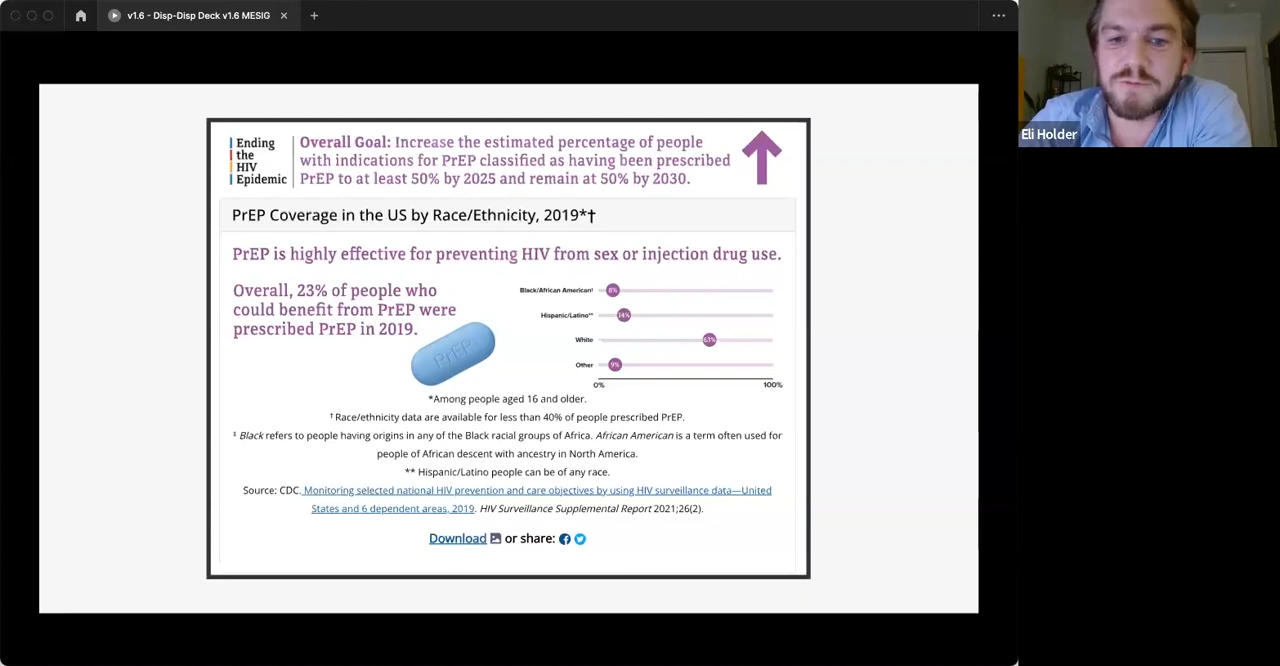 v1.6 - Disp-Disp Deck v1.6 MESIG
Eli Holder
Ending
the
HIV
Epidemic
Overall Goal: Increase the estimated percentage of people
with indications for PrEP classified as having been prescribed
PrEP to at least 50% by 2025 and remain at 50% by 2030.
PrEP Coverage in the US by Race/Ethnicity, 2019*†
PrEP is highly effective for preventing HIV from sex or injection drug use.
Overall, 23% of people who
could benefit from PrEP were
prescribed PrEP in 2019.
PrEP
Black/African American‡ 8%
Hispanic/Latino** 14%
White 63%
Other 9%
0% 100%
*Among people aged 16 and older.
† Race/ethnicity data are available for less than 40% of people prescribed PrEP.
‡ Black refers to people having origins in any of the Black racial groups of Africa. African American is a term often used for
people of African descent with ancestry in North America.
** Hispanic/Latino people can be of any race.
Source: CDC. Monitoring selected national HIV prevention and care objectives by using HIV surveillance data—United
States and 6 dependent areas, 2019. HIV Surveillance Supplemental Report 2021;26(2).
Download or share: